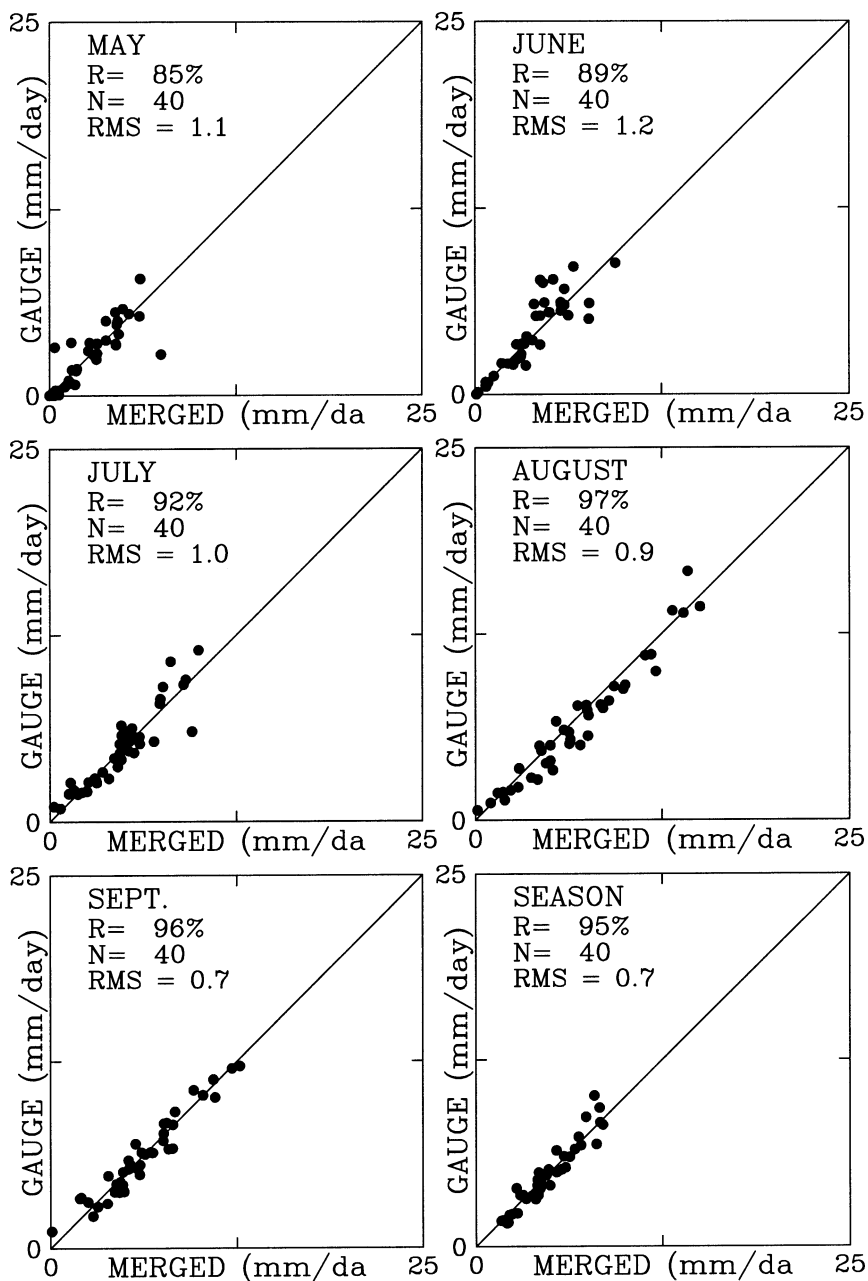 25
MAY
R= 85%
N= 40
RMS = 1.1
GAUGE (mm/day)
0
MERGED (mm/da
25
25
JUNE
R= 89%
N= 40
RMS = 1.2
GAUGE (mm/day)
0
MERGED (mm/da
25
25
JULY
R= 92%
N= 40
RMS = 1.0
GAUGE (mm/day)
0
0
MERGED (mm/da
25
25
AUGUST
R= 97%
N= 40
RMS = 0.9
GAUGE (mm/day)
0
0
MERGED (mm/da
25
25
SEPT.
R= 96%
N= 40
RMS = 0.7
GAUGE (mm/day)
0
0
MERGED (mm/da
25
25
SEASON
R= 95%
N= 40
RMS = 0.7
GAUGE (mm/day)
0
0
MERGED (mm/da
25